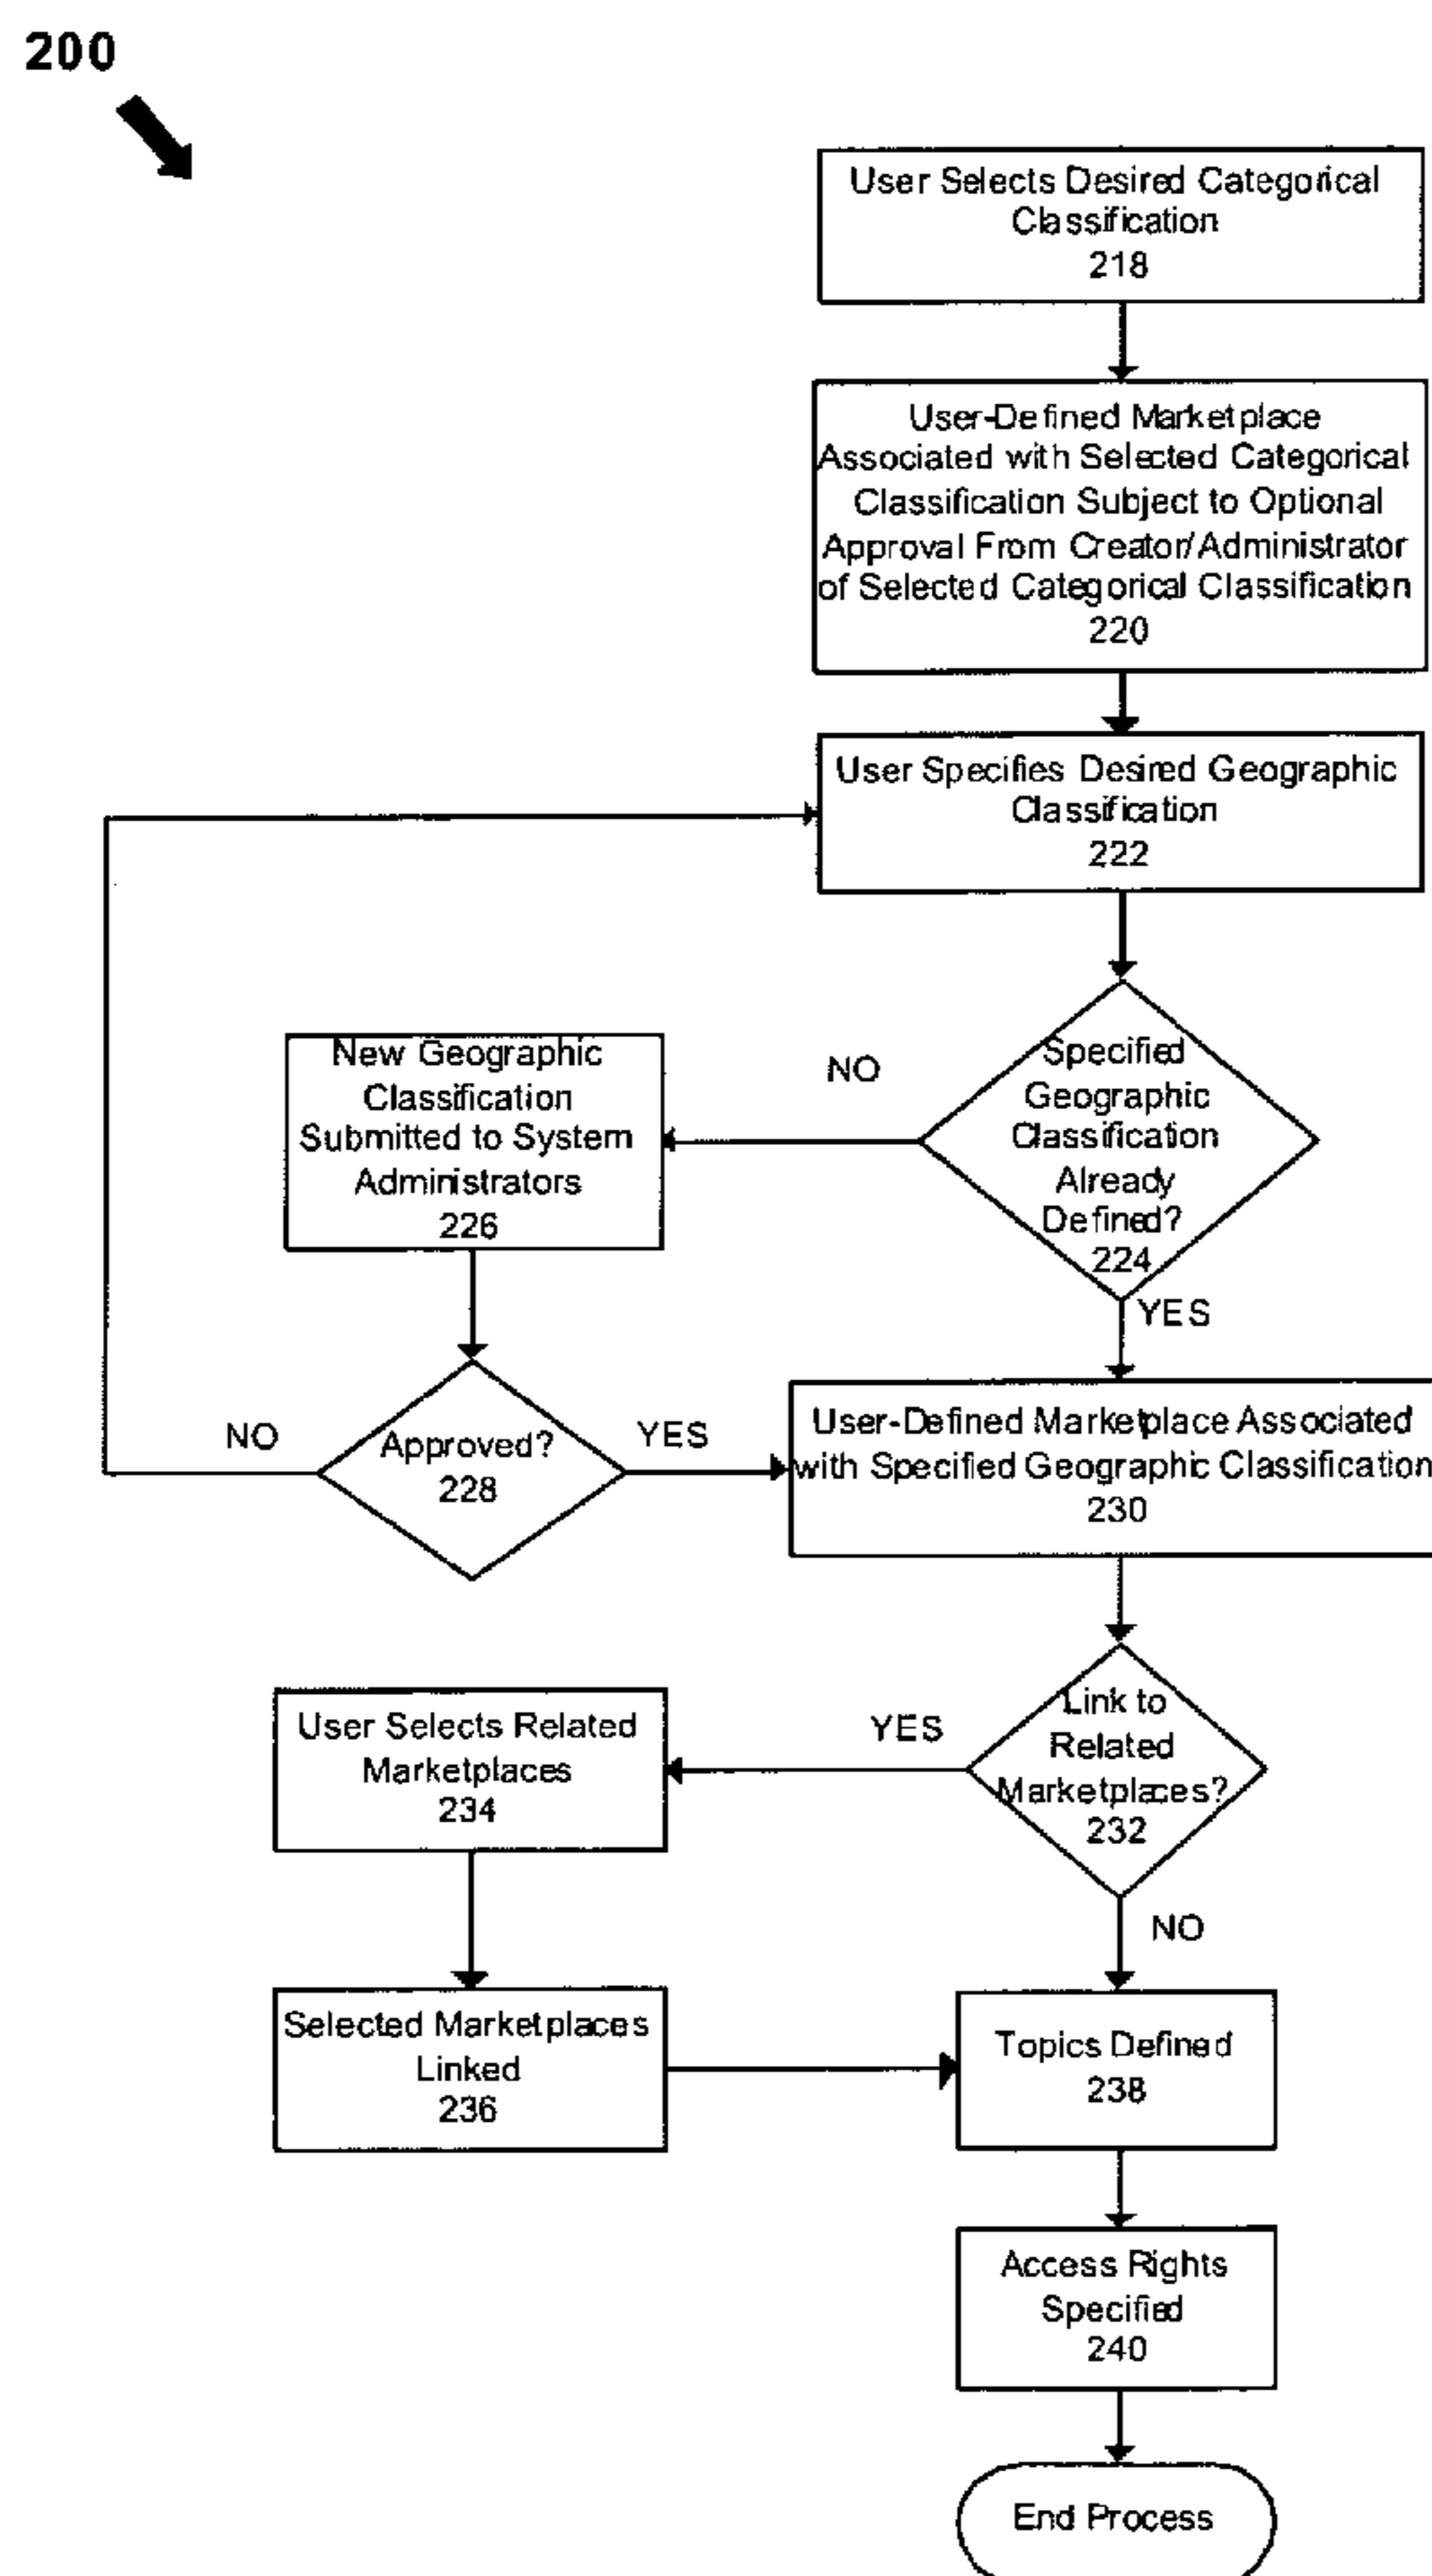 200
User Selects Desired Categorical
Classification
218
User-Defined Marketplace
Associated with Selected Categorical
Classification Subject to Optional
Approval From Creator/Administrator
of Selected Categorical Classification
220
User Specifies Desired Geographic
Classification
222
Specified
Geographic
Classification
Already
Defined?
224
NO
YES
New Geographic
Classification
Submitted to System
Administrators
226
Approved?
228
NO
YES
User-Defined Marketplace Associated
with Specified Geographic Classification
230
Link to
Related
Marketplaces?
232
YES
NO
User Selects Related
Marketplaces
234
Selected Marketplaces
Linked
236
Topics Defined
238
Access Rights
Specified
240
End Process